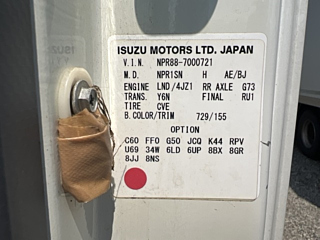 ISUZU MOTORS LTD. JAPAN
V.I.N. NPR88-7000721
M.D. NPR1SN H AE/BJ
ENGINE LND/4JZ1 RR AXLE G73
TRANS. Y6N FINAL RU1
TIRE CVE
B.COLOR/TRIM 729/155
OPTION
C60 FFO G50 JCQ K44 RPV
U69 34W 6LD 6UP 8BX 8GR
8JJ 8NS